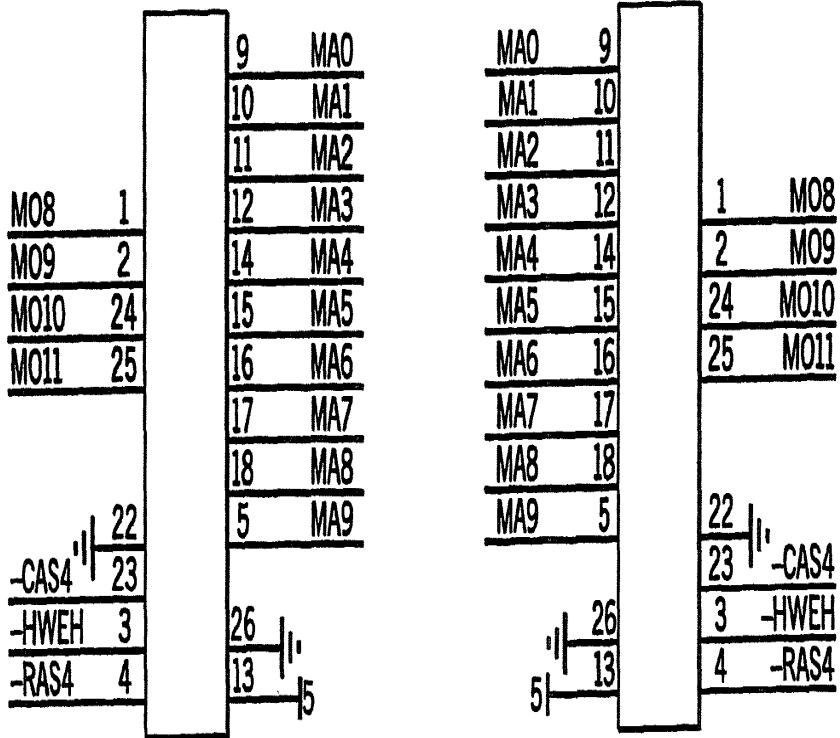 9 MA0
10 MA1
11 MA2
MO8 1 12 MA3
MO9 2 14 MA4
MO10 24 15 MA5
MO11 25 16 MA6
17 MA7
18 MA8
22 5 MA9
-CAS4 23
-HWEH 3 26
-RAS4 4 13 5
MA0 9
MA1 10
MA2 11
MA3 12 1 MO8
MA4 14 2 MO9
MA5 15 24 MO10
MA6 16 25 MO11
MA7 17
MA8 18
MA9 5 22
23 -CAS4
26 3 -HWEH
5 13 4 -RAS4